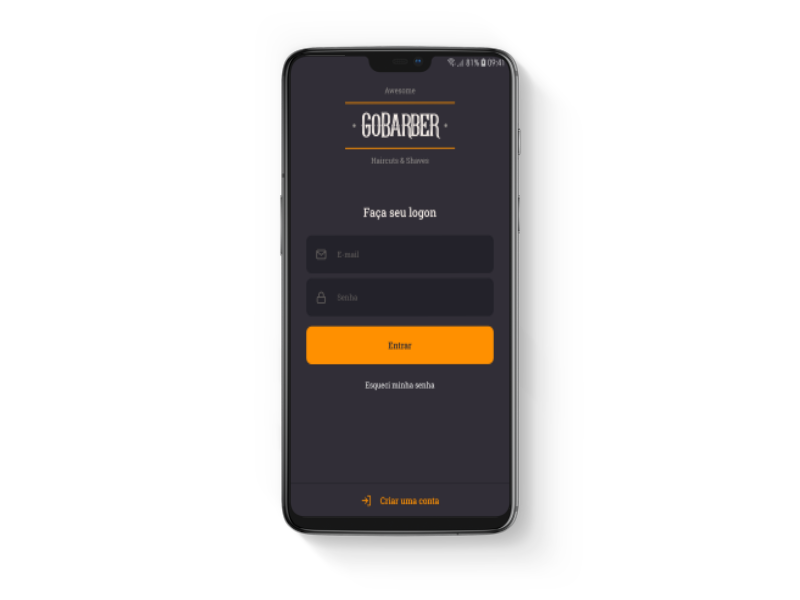 81% 09:41
Awesome
· GOBARBER ·
Haircuts & Shaves
Faça seu logon
E-mail
Senha
Entrar
Esqueci minha senha
Criar uma conta